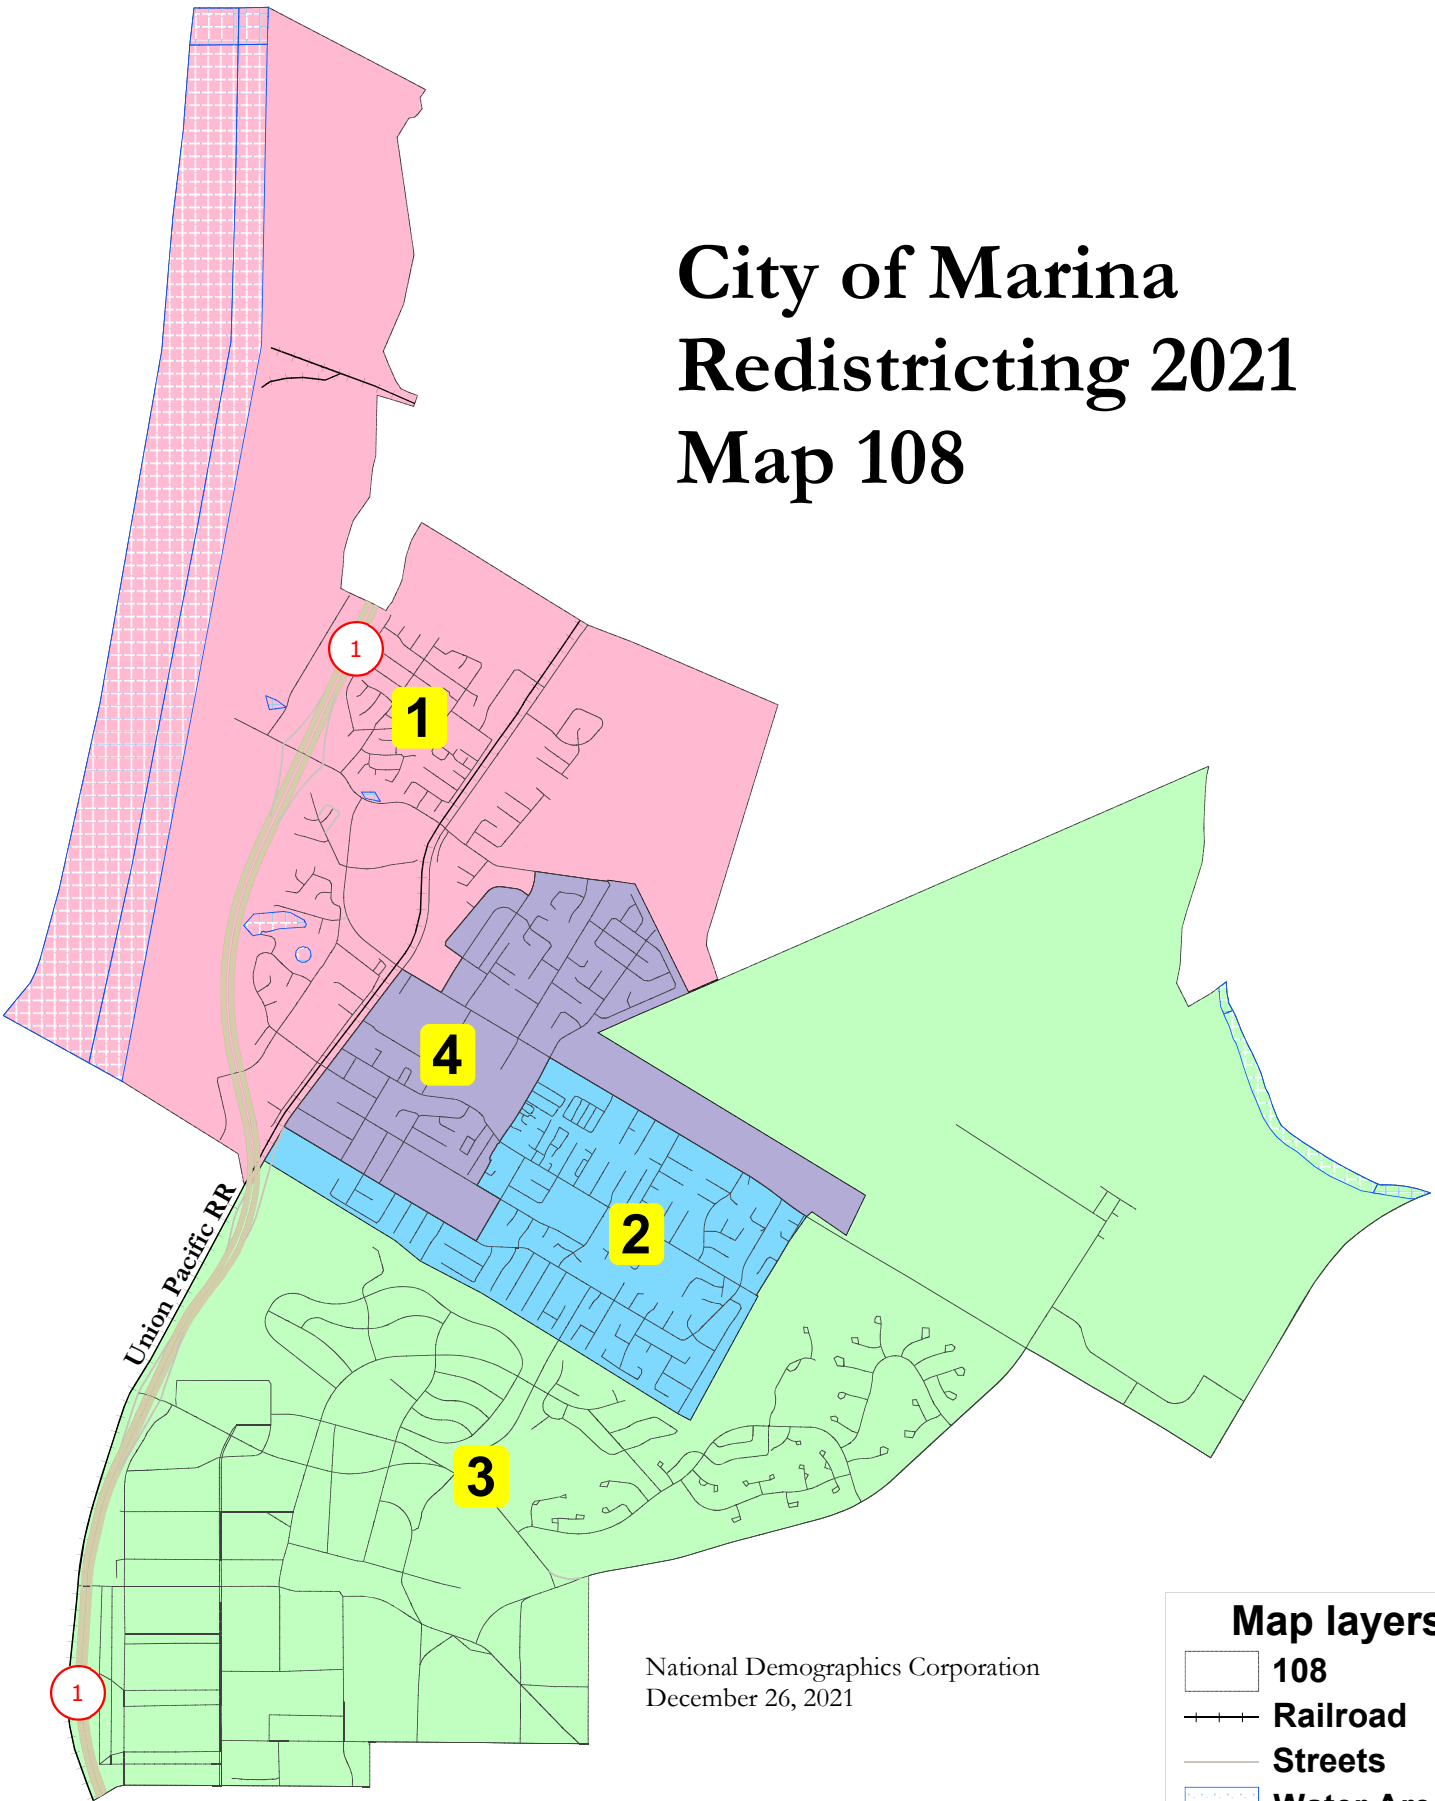 City of Marina
Redistricting 2021
Map 108
1
1
4
2
Union Pacific RR
3
1
National Demographics Corporation
December 26, 2021
Map layers
108
Railroad
Streets